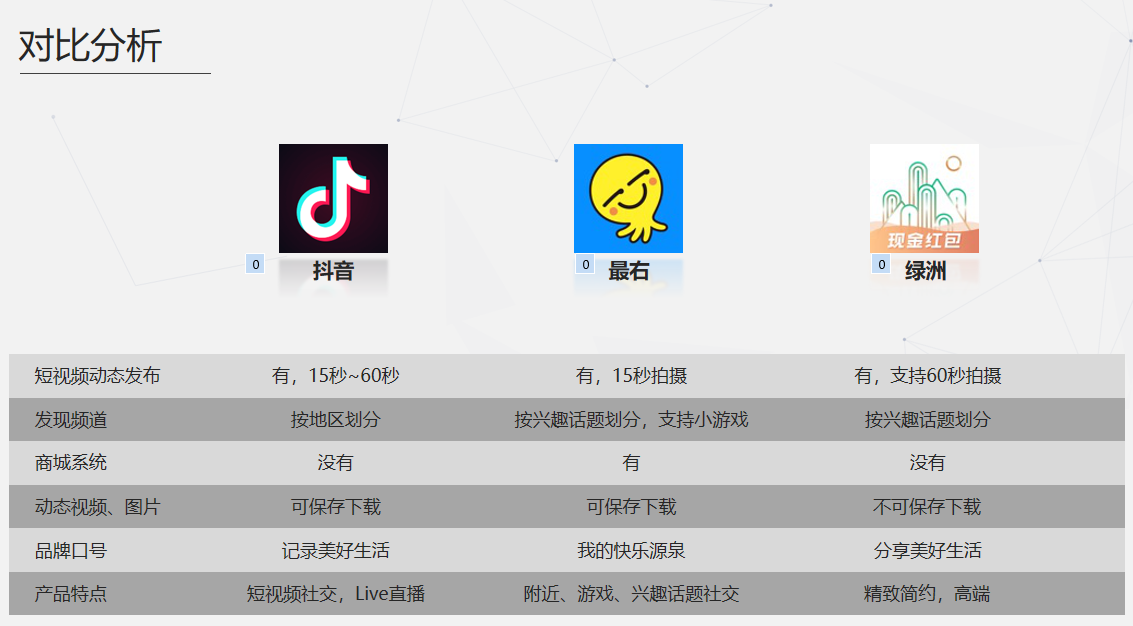 对比分析
现金红包
0 抖音 0 最右 0 绿洲
短视频动态发布 有，15秒~60秒 有，15秒拍摄 有，支持60秒拍摄
发现频道 按地区划分 按兴趣话题划分，支持小游戏 按兴趣话题划分
商城系统 没有 有 没有
动态视频、图片 可保存下载 可保存下载 不可保存下载
品牌口号 记录美好生活 我的快乐源泉 分享美好生活
产品特点 短视频社交，Live直播 附近、游戏、兴趣话题社交 精致简约，高端